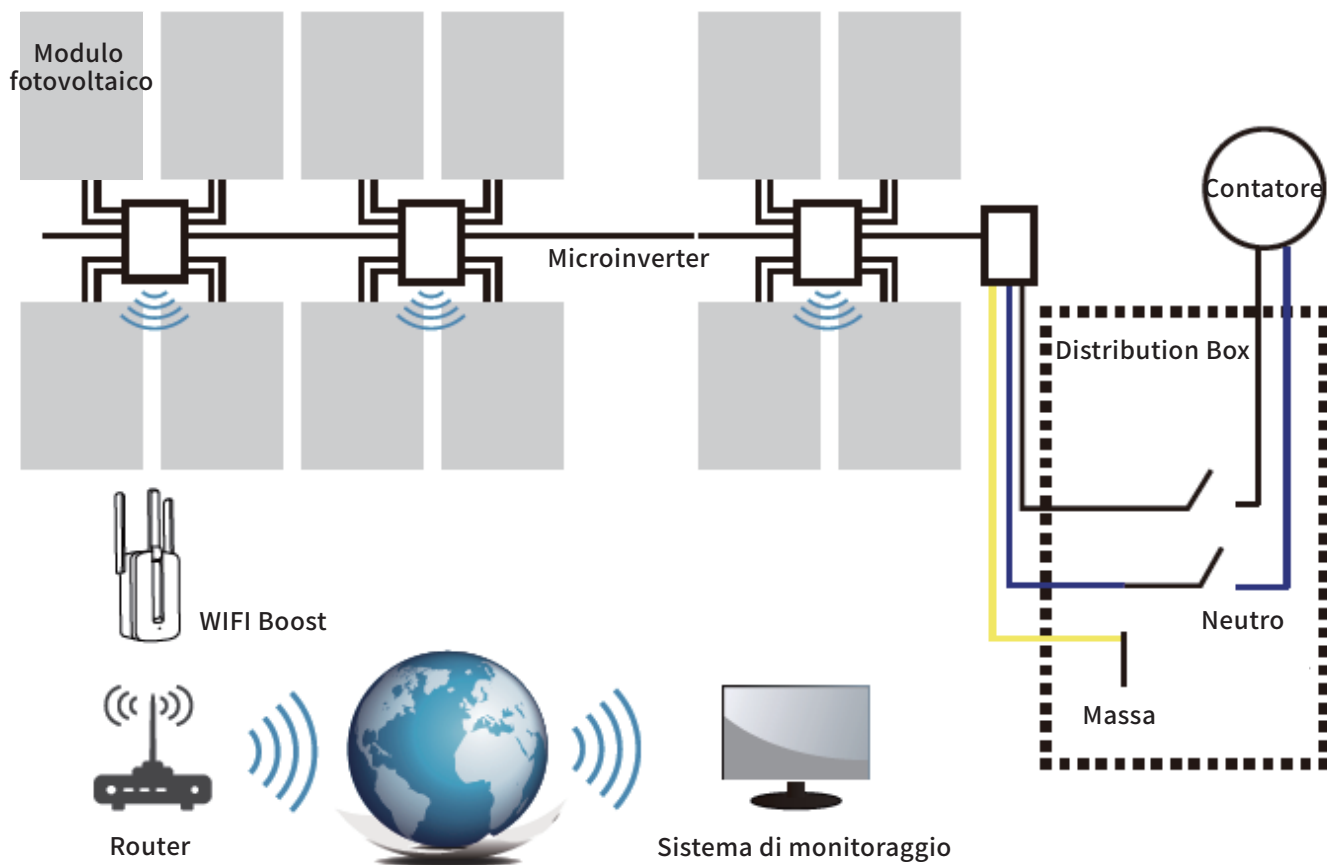 Modulo
fotovoltaico
Contatore
Microinverter
Distribution Box
WIFI Boost
Neutro
Massa
Router
Sistema di monitoraggio